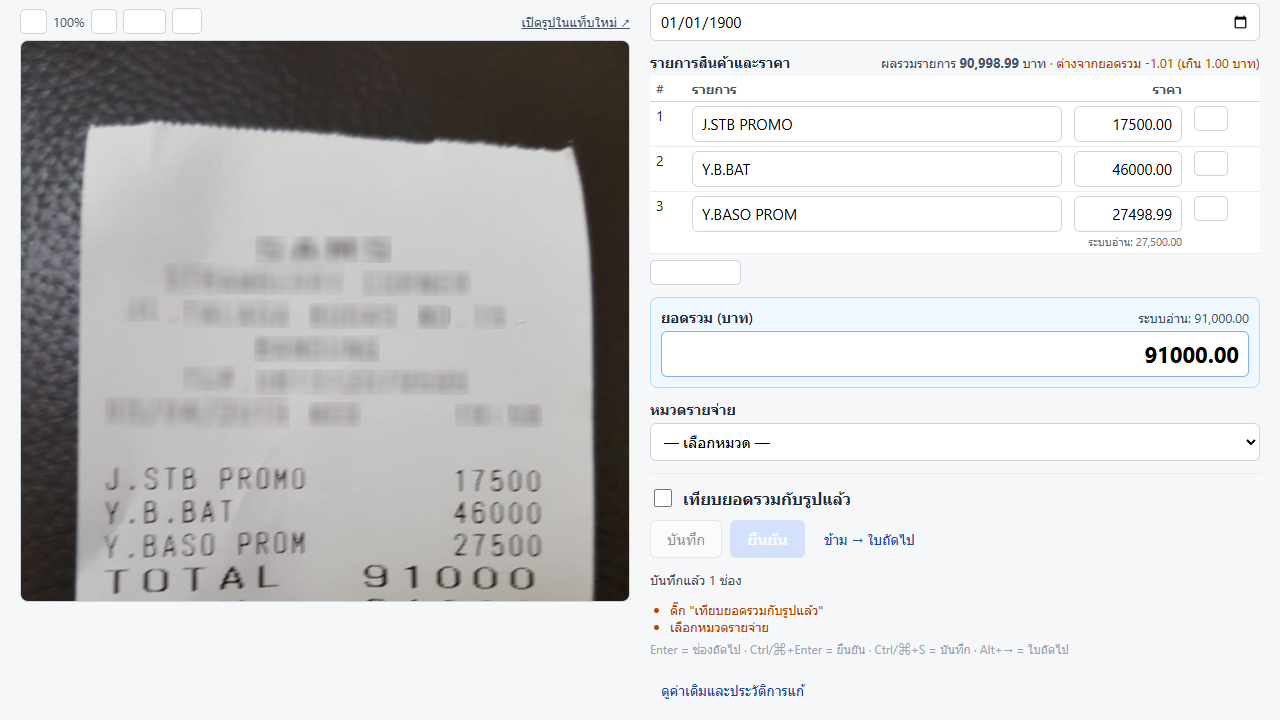 100%
เปิดรูปในแท็บใหม่ ↗
J.STB PROMO 17500
Y.B.BAT 46000
Y.BASO PROM 27500
TOTAL 91000
01/01/1900
รายการสินค้าและราคา
ผลรวมรายการ 90,998.99 บาท · ต่างจากยอดรวม -1.01 (เกิน 1.00 บาท)
# รายการ ราคา
1 J.STB PROMO 17500.00
2 Y.B.BAT 46000.00
3 Y.BASO PROM 27498.99
ระบบอ่าน: 27,500.00
ยอดรวม (บาท) ระบบอ่าน: 91,000.00
91000.00
หมวดรายจ่าย
— เลือกหมวด —
เทียบยอดรวมกับรูปแล้ว
บันทึก ยืนยัน ข้าม → ใบถัดไป
บันทึกแล้ว 1 ช่อง
ติ๊ก "เทียบยอดรวมกับรูปแล้ว"
เลือกหมวดรายจ่าย
Enter = ช่องถัดไป · Ctrl/⌘+Enter = ยืนยัน · Ctrl/⌘+S = บันทึก · Alt+→ = ใบถัดไป
ดูค่าเดิมและประวัติการแก้